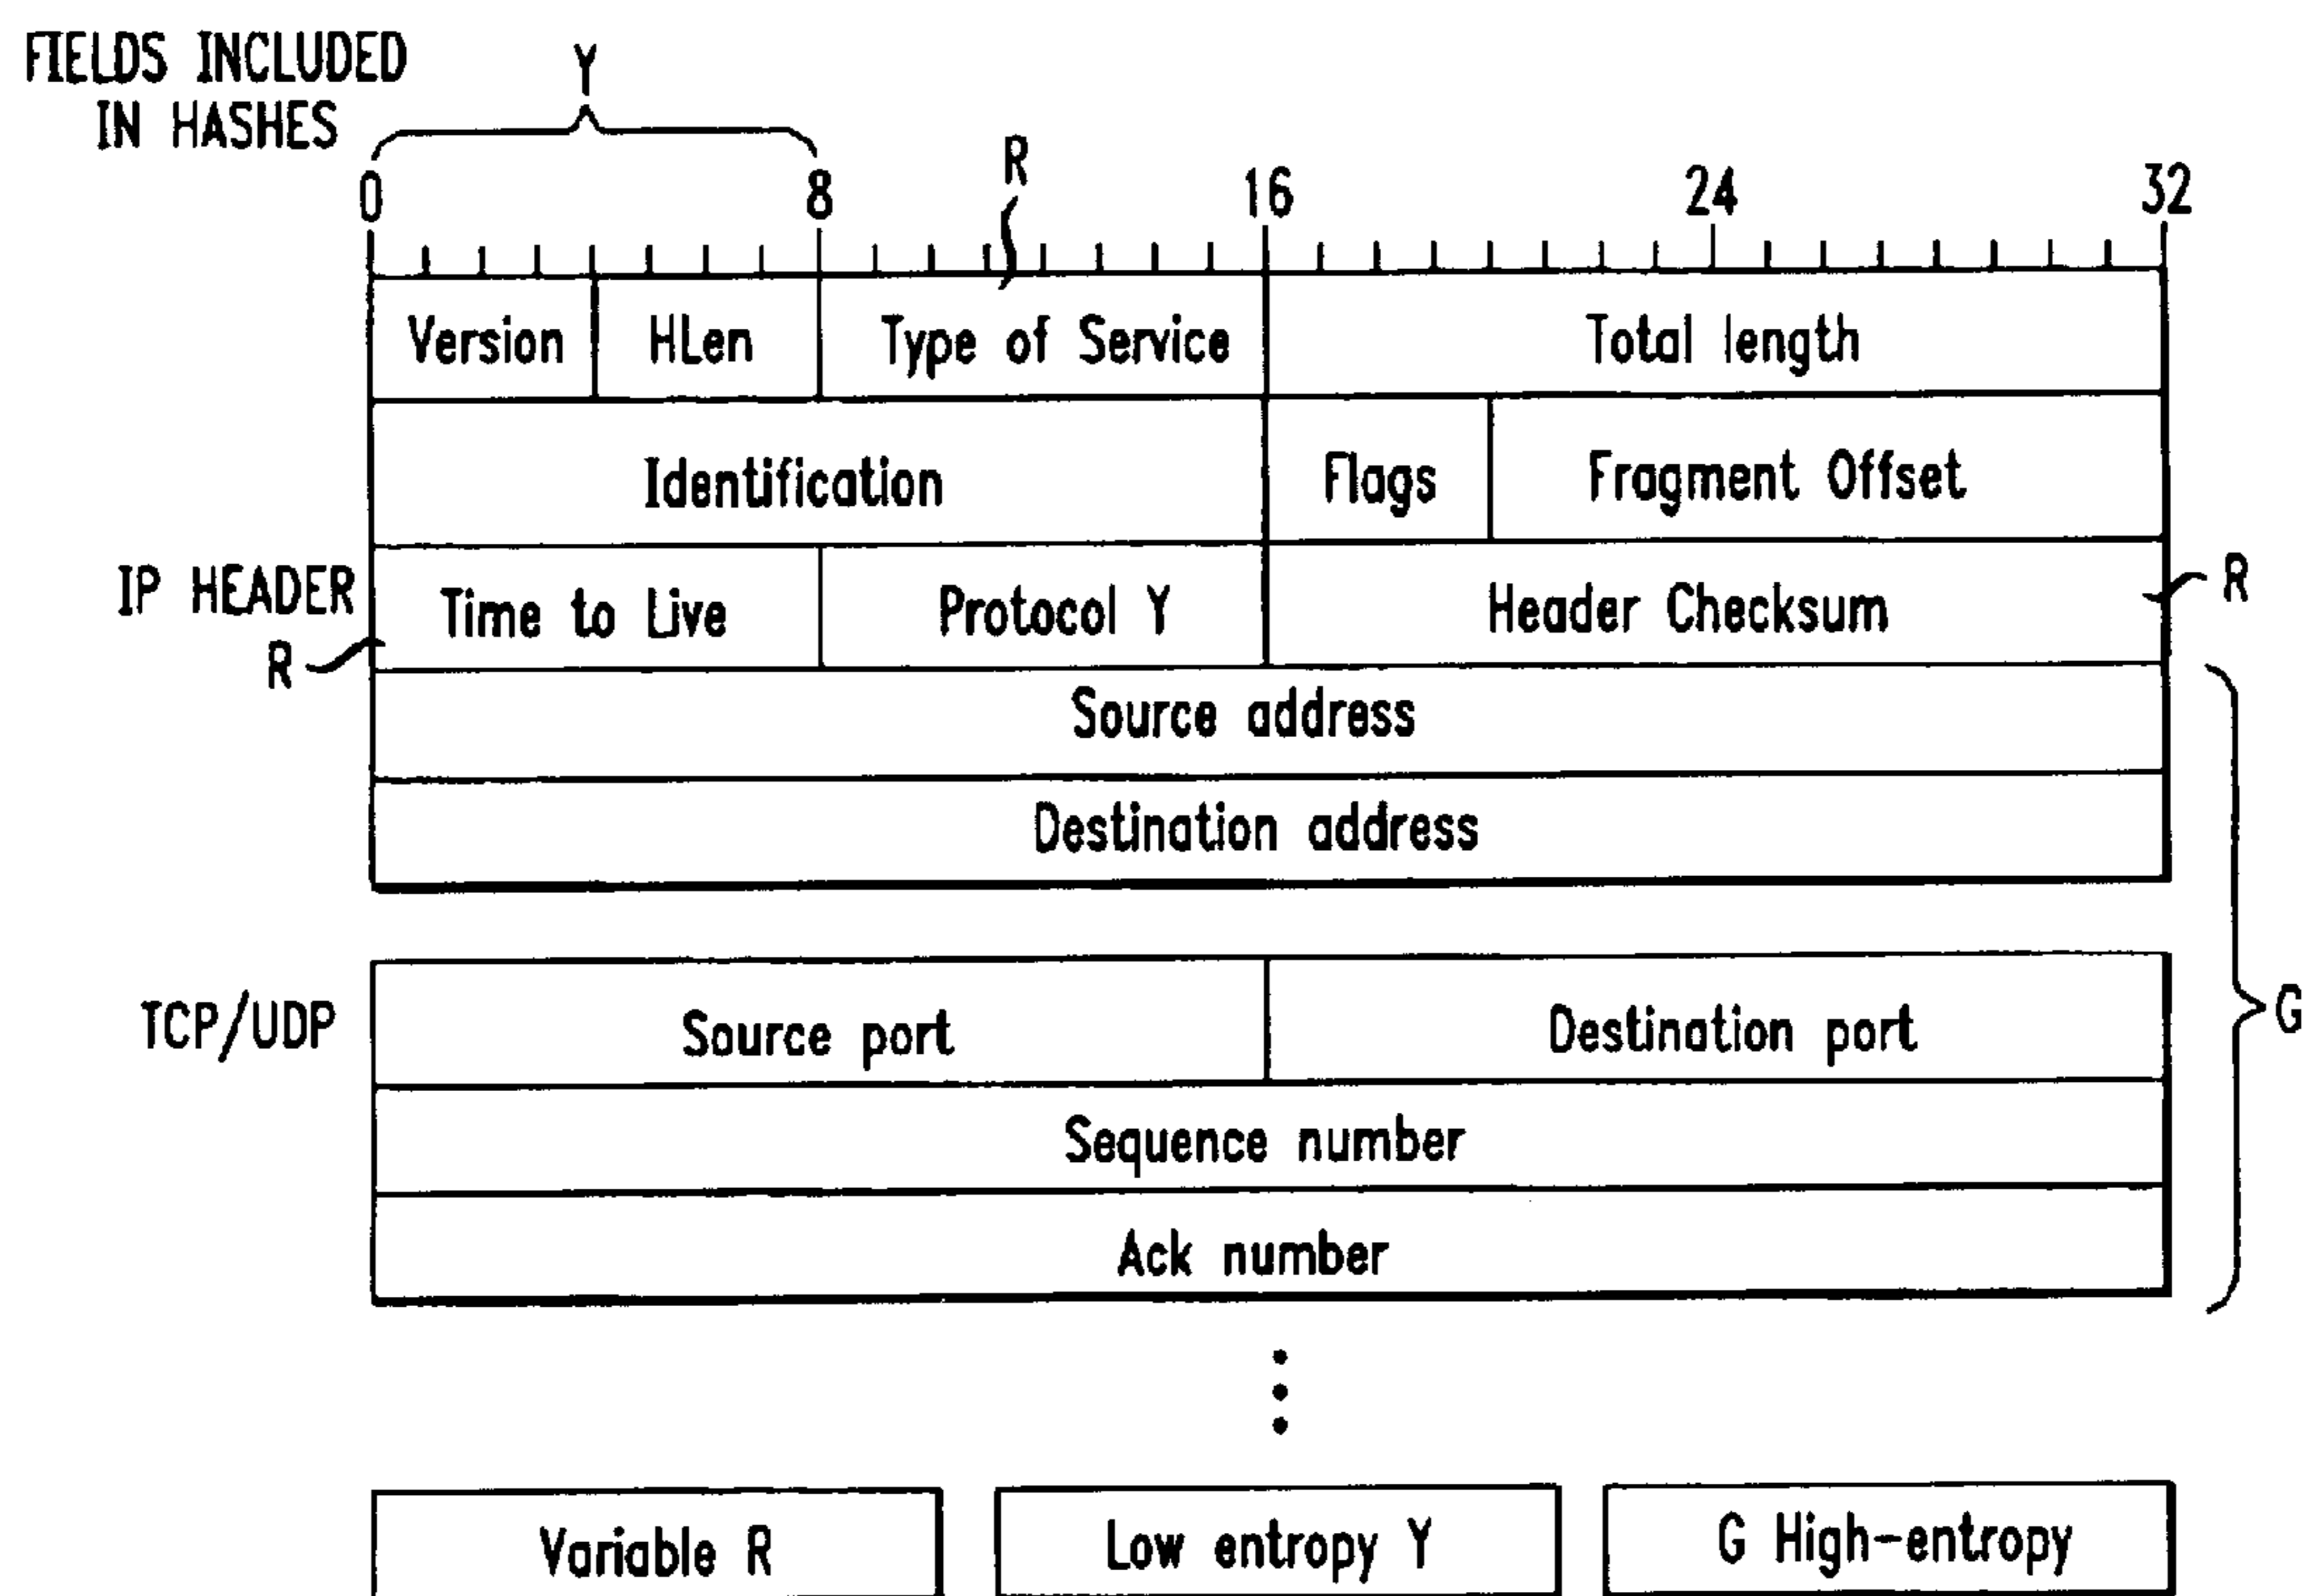 FIELDS INCLUDED
IN HASHES
Y
R
0 8 16 24 32
Version HLen Type of Service Total length
Identification Flags Fragment Offset
IP HEADER
Time to Live Protocol Y Header Checksum
R
R
Source address
Destination address
TCP/UDP
Source port Destination port
G
Sequence number
Ack number
Variable R Low entropy Y G High-entropy